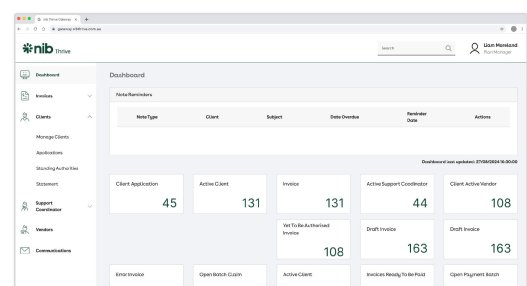 nib Thrive Gateway
gateway.nibthrive.com.au
nib Thrive
Search
Liam Morsland
Plan Manager
Dashboard
Invoices
Clients
Manage Clients
Applications
Standing Authorities
Statement
Support
Coordinator
Vendors
Communications
Dashboard
Note Reminders
Note Type Client Subject Date Overdue Reminder Date Actions
Dashboard last updated: 27/08/2024 16:30:00
Client Application
45
Active Client
131
Invoice
131
Active Support Coordinator
44
Client Active Vendor
108
Yet To Be Authorised
Invoice
108
Draft Invoice
163
Draft Invoice
163
Error Invoice
Open Batch Claim
Active Client
Invoices Ready To Be Paid
Open Payment Batch